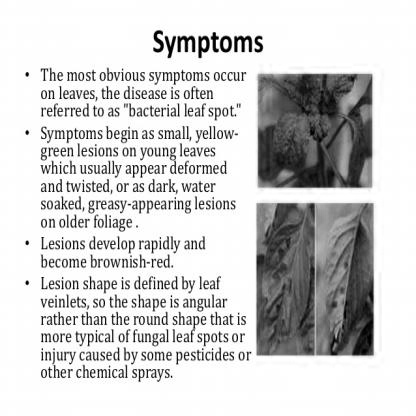 Symptoms
• The most obvious symptoms occur
on leaves, the disease is often
referred to as "bacterial leaf spot."
• Symptoms begin as small, yellow-
green lesions on young leaves
which usually appear deformed
and twisted, or as dark, water
soaked, greasy-appearing lesions
on older foliage .
• Lesions develop rapidly and
become brownish-red.
• Lesion shape is defined by leaf
veinlets, so the shape is angular
rather than the round shape that is
more typical of fungal leaf spots or
injury caused by some pesticides or
other chemical sprays.